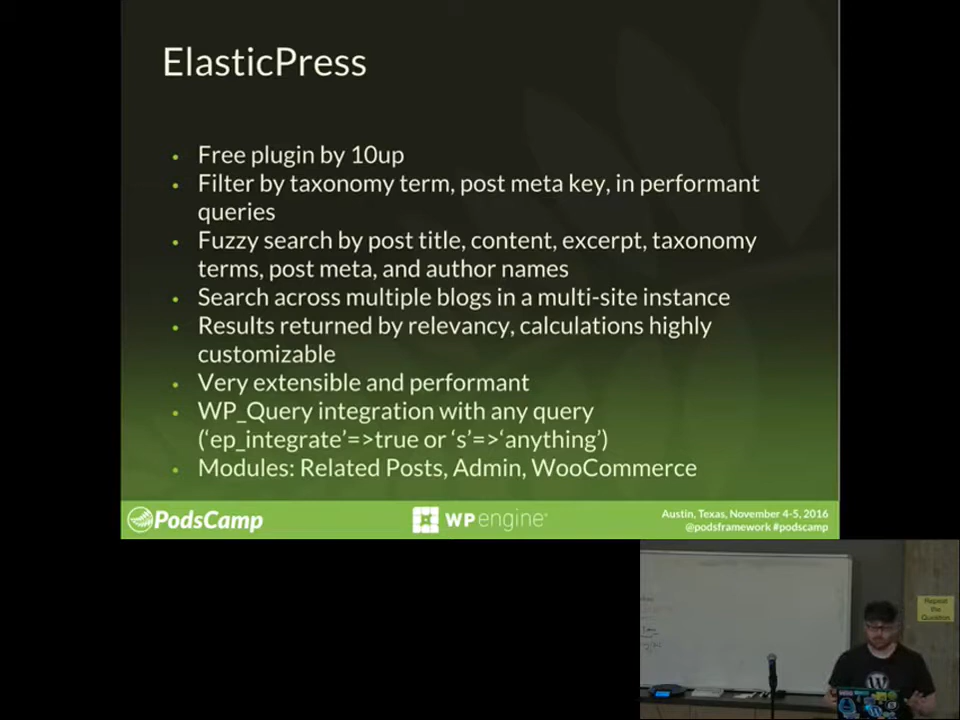 ElasticPress
• Free plugin by 10up
• Filter by taxonomy term, post meta key, in performant
queries
• Fuzzy search by post title, content, excerpt, taxonomy
terms, post meta, and author names
• Search across multiple blogs in a multi-site instance
• Results returned by relevancy, calculations highly
customizable
• Very extensible and performant
• WP_Query integration with any query
(‘ep_integrate’=>true or ‘s’=>‘anything’)
• Modules: Related Posts, Admin, WooCommerce
PodsCamp
WP engine
Austin, Texas, November 4-5, 2016
@podsframework #podscamp
Repeat
the
Question